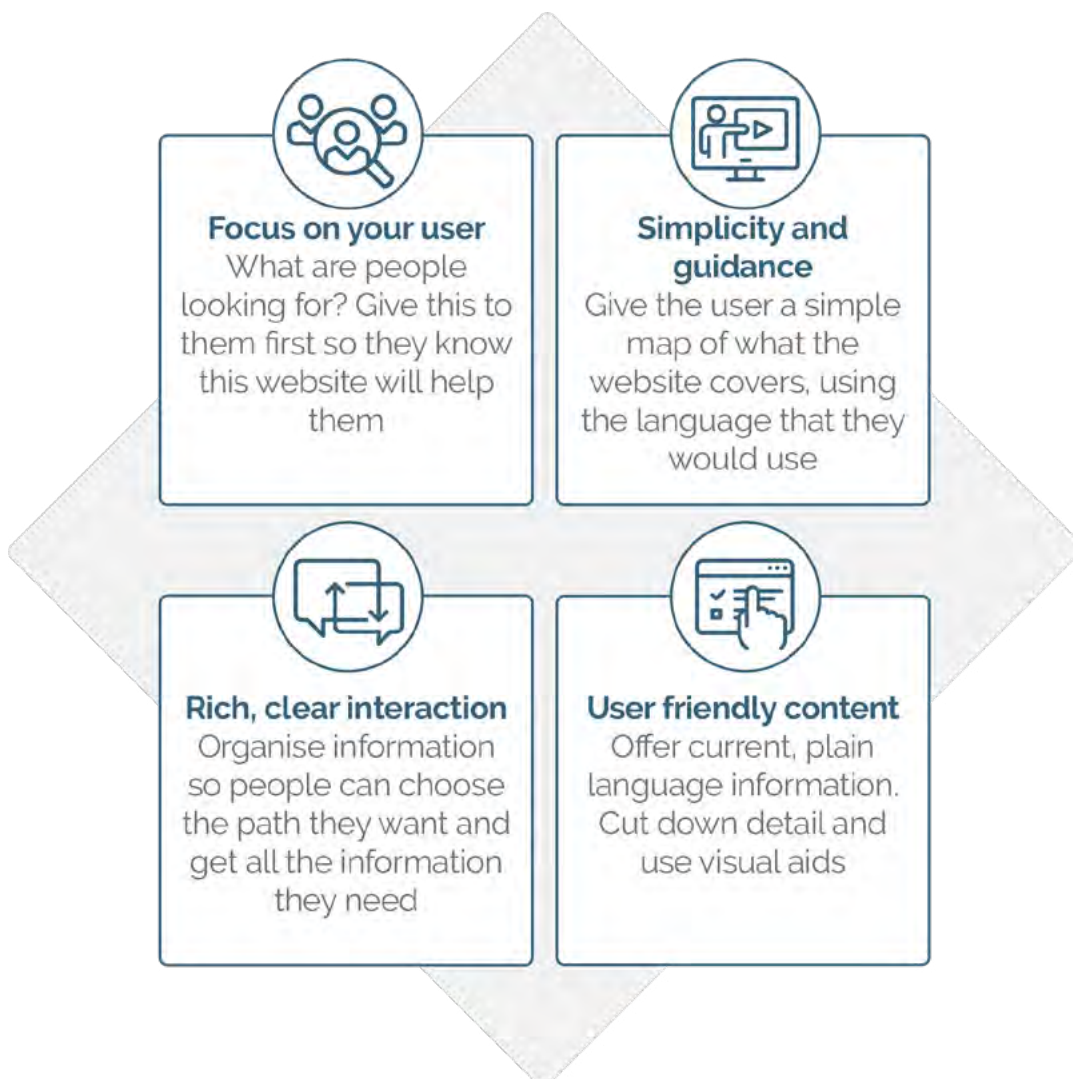 Focus on your user
What are people
looking for? Give this to
them first so they know
this website will help
them
Simplicity and
guidance
Give the user a simple
map of what the
website covers, using
the language that they
would use
Rich, clear interaction
Organise information
so people can choose
the path they want and
get all the information
they need
User friendly content
Offer current, plain
language information.
Cut down detail and
use visual aids